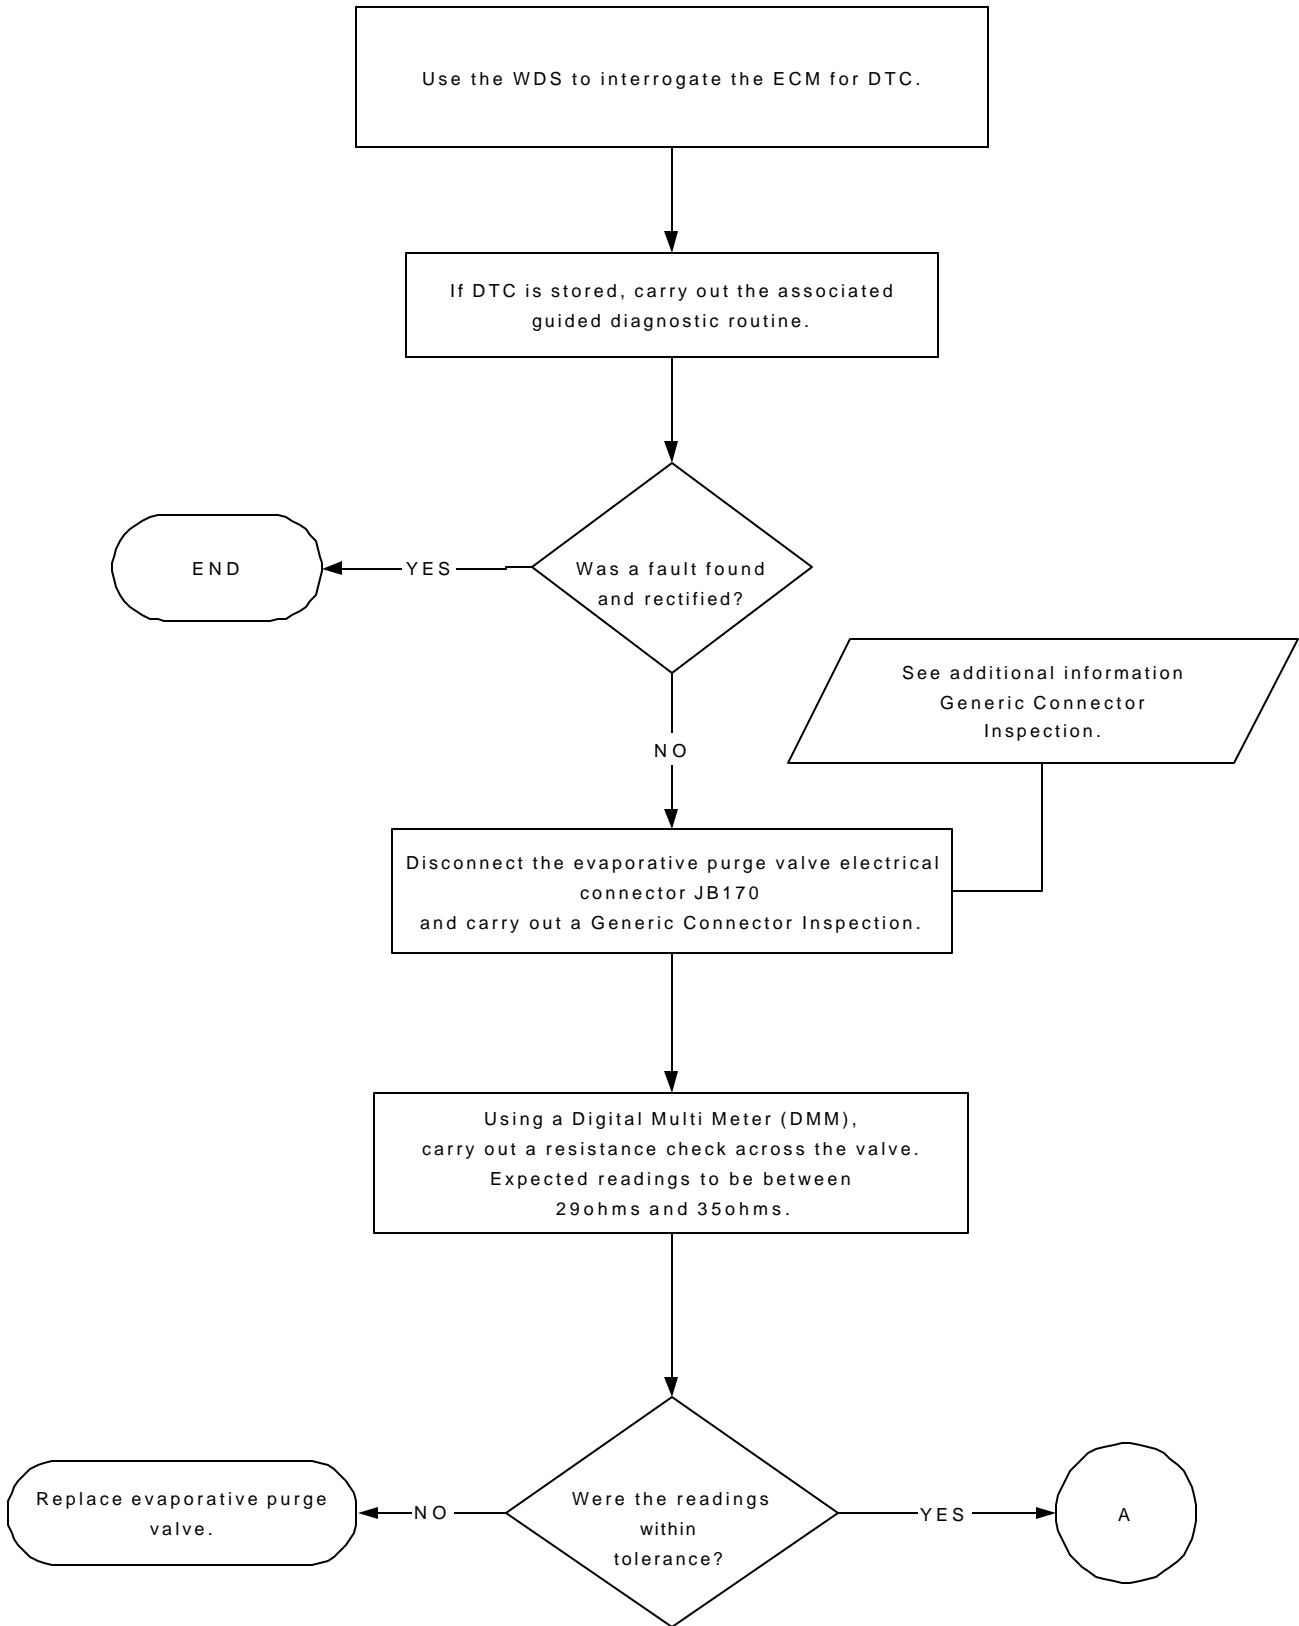 Use the WDS to interrogate the ECM for DTC.
If DTC is stored, carry out the associated
guided diagnostic routine.
END
YES
Was a fault found
and rectified?
See additional information
Generic Connector
Inspection.
NO
Disconnect the evaporative purge valve electrical
connector JB170
and carry out a Generic Connector Inspection.
Using a Digital Multi Meter (DMM),
carry out a resistance check across the valve.
Expected readings to be between
29ohms and 35ohms.
Replace evaporative purge
valve.
NO
Were the readings
within
tolerance?
YES
A